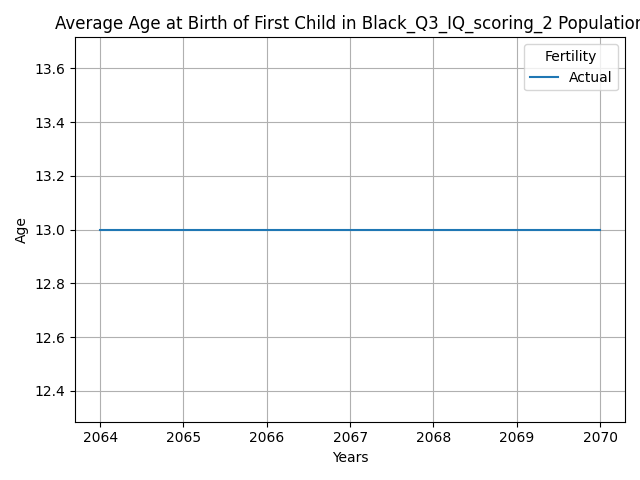 Average Age at Birth of First Child in Black_Q3_IQ_scoring_2 Population
Fertility
Actual
13.6
13.4
13.2
13.0
12.8
12.6
12.4
Age
2064 2065 2066 2067 2068 2069 2070
Years